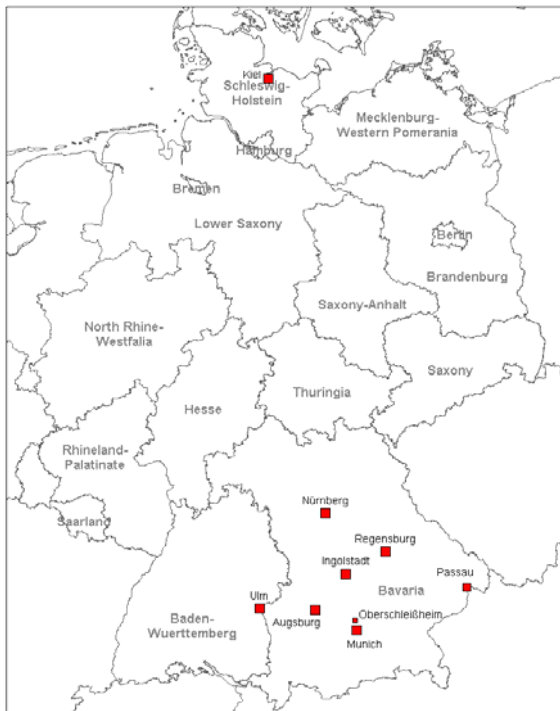 Kiel
Schleswig-
Holstein
Mecklenburg-
Western Pomerania
Hamburg
Bremen
Lower Saxony
Berlin
Brandenburg
Saxony-Anhalt
North Rhine-
Westfalia
Saxony
Thuringia
Hesse
Rhineland-
Palatinate
Saarland
Nürnberg
Regensburg
Ingolstadt
Passau
Bavaria
Ulm
Augsburg
Oberschleißheim
Baden-
Wuerttemberg
Munich